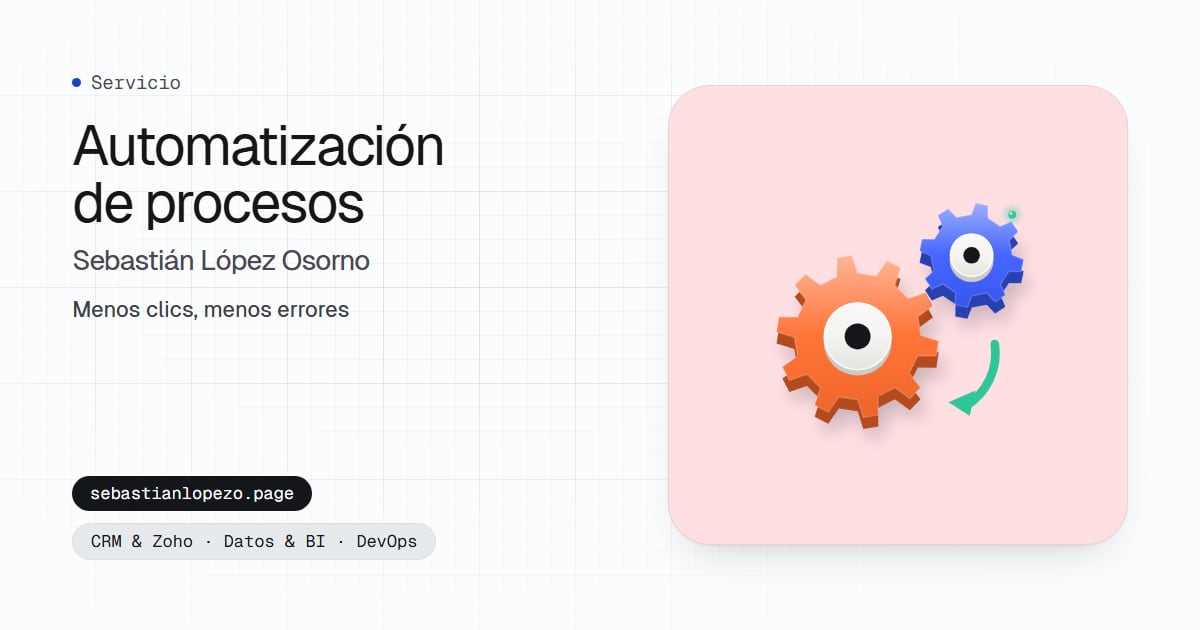 Servicio
Automatización
de procesos
Sebastián López Osorno
Menos clics, menos errores
sebastianlopezo.page
CRM & Zoho · Datos & BI · DevOps